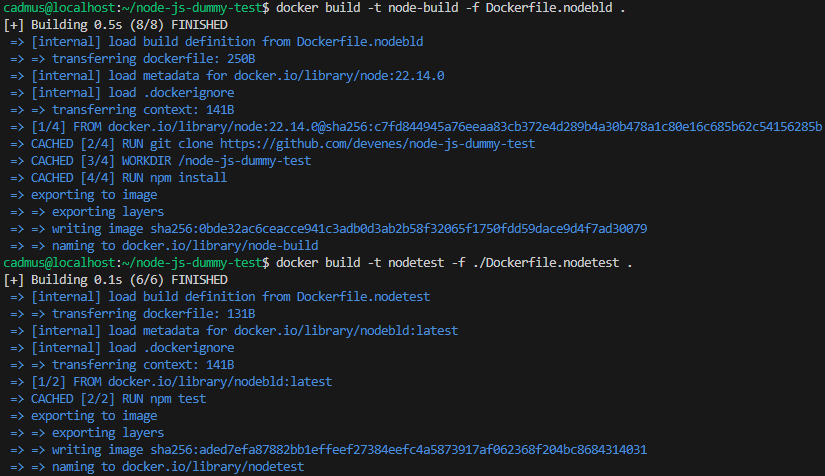 cadmus@localhost:~/node-js-dummy-test$ docker build -t node-build -f Dockerfile.nodebld .
[+] Building 0.5s (8/8) FINISHED
=> [internal] load build definition from Dockerfile.nodebld
=> => transferring dockerfile: 250B
=> [internal] load metadata for docker.io/library/node:22.14.0
=> [internal] load .dockerignore
=> => transferring context: 141B
=> [1/4] FROM docker.io/library/node:22.14.0@sha256:c7fd844945a76eeaa83cb372e4d289b4a30b478a1c80e16c685b62c54156285b
=> CACHED [2/4] RUN git clone https://github.com/devenes/node-js-dummy-test
=> CACHED [3/4] WORKDIR /node-js-dummy-test
=> CACHED [4/4] RUN npm install
=> exporting to image
=> => exporting layers
=> => writing image sha256:0bde32ac6ceacce941c3adb0d3ab2b58f32065f1750fdd59dace9d4f7ad30079
=> => naming to docker.io/library/node-build
cadmus@localhost:~/node-js-dummy-test$ docker build -t nodetest -f ./Dockerfile.nodetest .
[+] Building 0.1s (6/6) FINISHED
=> [internal] load build definition from Dockerfile.nodetest
=> => transferring dockerfile: 131B
=> [internal] load metadata for docker.io/library/nodebld:latest
=> [internal] load .dockerignore
=> => transferring context: 141B
=> [1/2] FROM docker.io/library/nodebld:latest
=> CACHED [2/2] RUN npm test
=> exporting to image
=> => exporting layers
=> => writing image sha256:aded7efa87882bb1effeef27384eefc4a5873917af062368f204bc8684314031
=> => naming to docker.io/library/nodetest